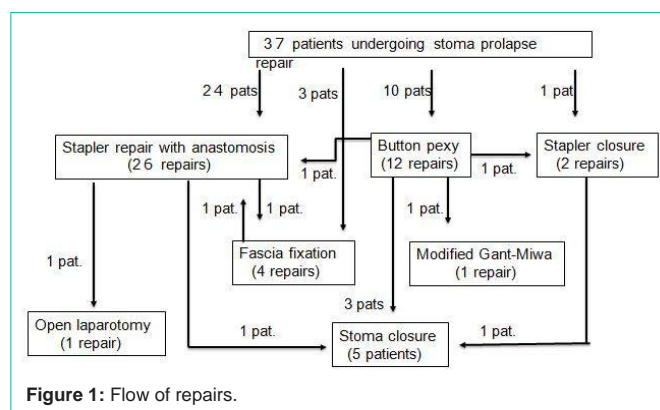 37 patients undergoing stoma prolapse
repair
24 pats
3 pats
10 pats
1 pat
Stapler repair with anastomosis
(26 repairs)
Button pexy
(12 repairs)
Stapler closure
(2 repairs)
1 pat.
1 pat.
1 pat.
1 pat.
1 pat.
1 pat.
Fascia fixation
(4 repairs)
Modified Gant-Miwa
(1 repair)
3 pats
Open laparotomy
(1 repair)
1 pat.
Stoma closure
(5 patients)
1 pat.
Figure 1: Flow of repairs.